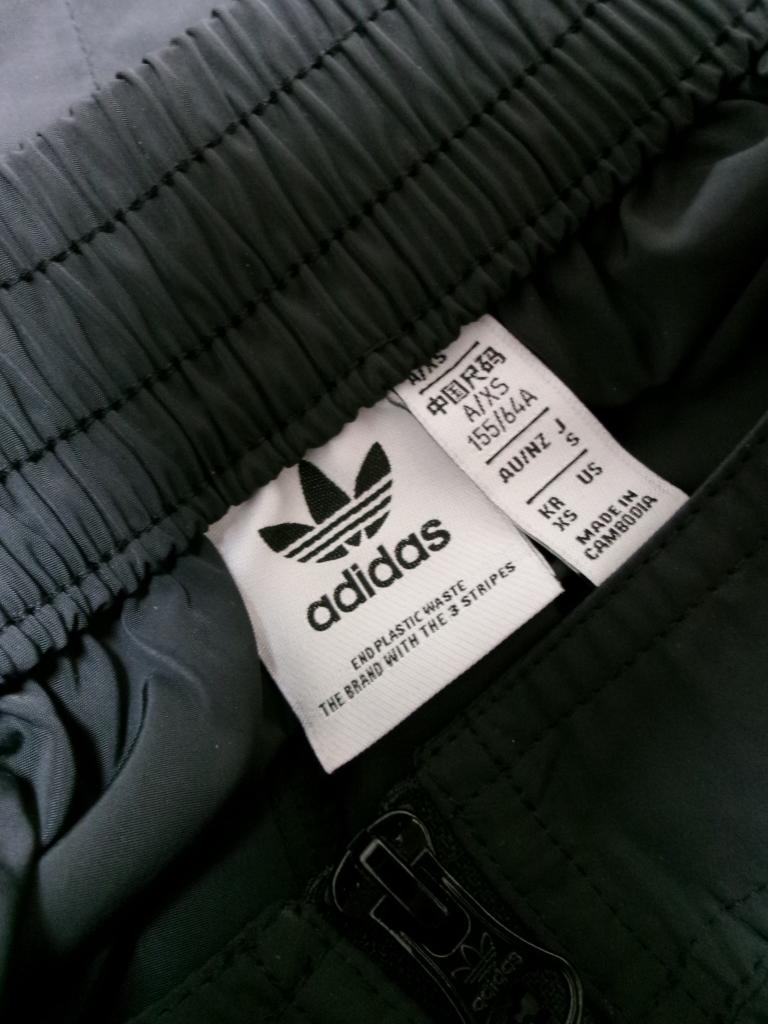 adidas
END PLASTIC WASTE
THE BRAND WITH THE 3 STRIPES
A/XS
中国尺码
A/XS
155/64A
AU/NZ J
S
KR US
XS
MADE IN
CAMBODIA
adidas